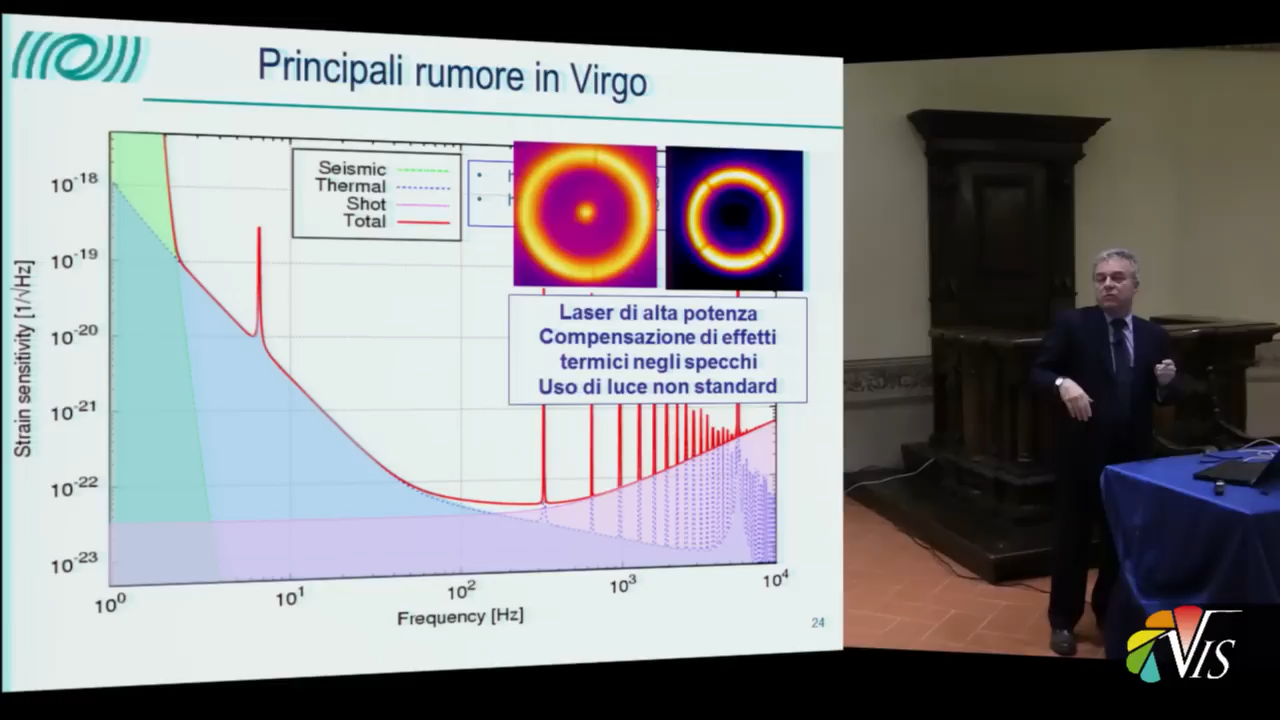 Principali rumore in Virgo
Seismic
Thermal
Shot
Total
Laser di alta potenza
Compensazione di effetti
termici negli specchi
Uso di luce non standard
Strain sensitivity [1/√Hz]
10-18
10-19
10-20
10-21
10-22
10-23
10⁰
10¹
10²
10³
10⁴
Frequency [Hz]
24
VIS